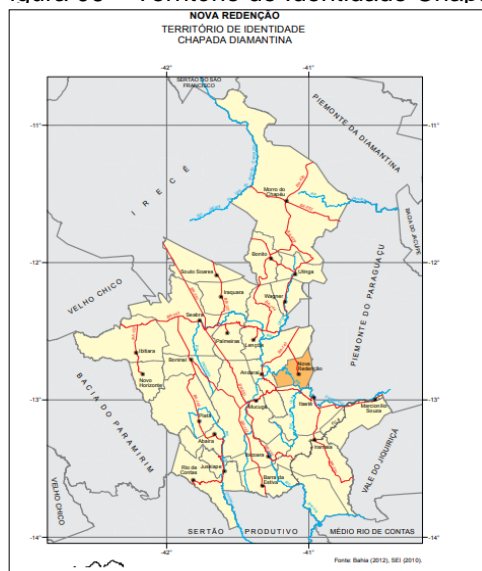 NOVA REDENÇÃO
TERRITÓRIO DE IDENTIDADE
CHAPADA DIAMANTINA
-42
-41
SERTÃO DO SÃO
FRANCISCO
PIEMONTE DA DIAMANTINA
-11°
-11°
IRECÊ
Morro do
Chapéu
BACIA DO JACUÍPE
-12°
-12°
Bonito
Utinga
Souto Soares
Iraquara
Wagner
VELHO CHICO
PIEMONTE DO PARAGUAÇU
Seabra
Palmeiras
Lençóis
Ibitiara
Boninal
Nova
Redenção
Andaraí
Novo
Horizonte
-13°
-13°
Mucugê
Itaetê
Marcionílio
Souza
BACIA DO PARAMIRIM
Piatã
Abaíra
Iramaia
Ibicoara
Rio de
Contas
Jussiape
Barra da
Estiva
VALE DO JIQUIRIÇÁ
VELHO CHICO
SERTÃO PRODUTIVO
MÉDIO RIO DE CONTAS
-14°
-14°
-42
-41
Fonte: Bahia (2012), SEI (2010).